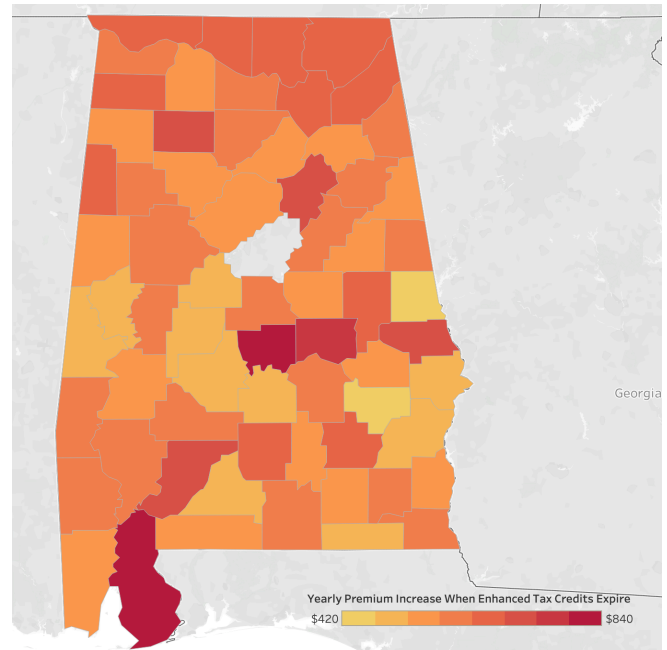 Georgia
Yearly Premium Increase When Enhanced Tax Credits Expire
$420 $840